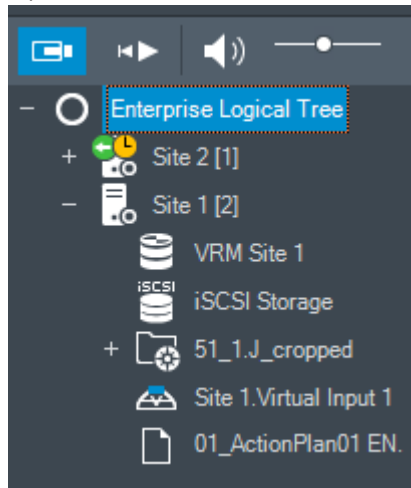 Enterprise Logical Tree
Site 2 [1]
Site 1 [2]
VRM Site 1
iSCSI
iSCSI Storage
51_1.J_cropped
Site 1.Virtual Input 1
01_ActionPlan01 EN.